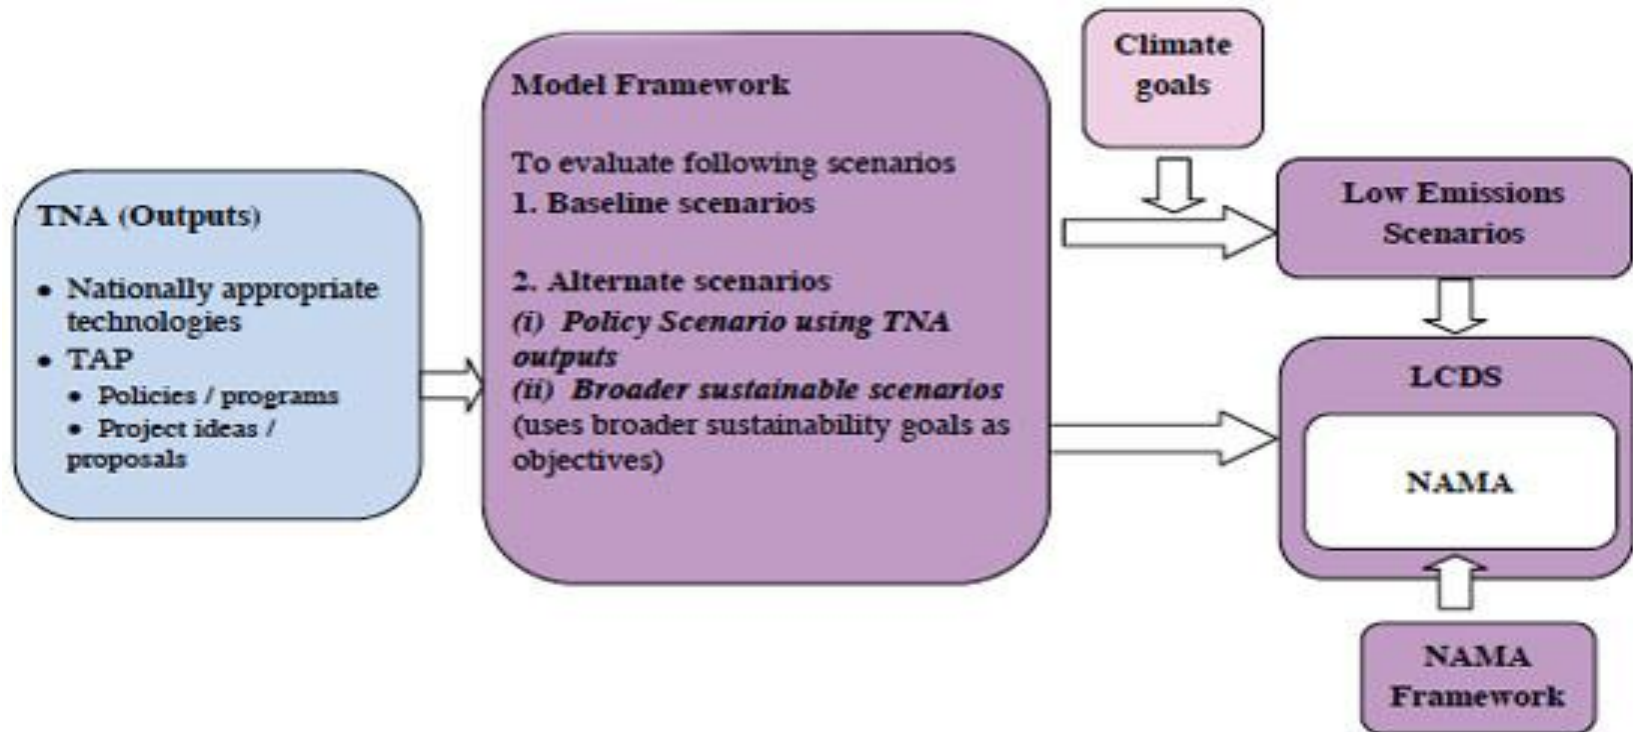 TNA (Outputs)
• Nationally appropriate
technologies
• TAP
• Policies / programs
• Project ideas /
proposals
Model Framework
To evaluate following scenarios
1. Baseline scenarios
2. Alternate scenarios
(i) Policy Scenario using TNA
outputs
(ii) Broader sustainable scenarios
(uses broader sustainability goals as
objectives)
Climate
goals
Low Emissions
Scenarios
LCDS
NAMA
NAMA
Framework